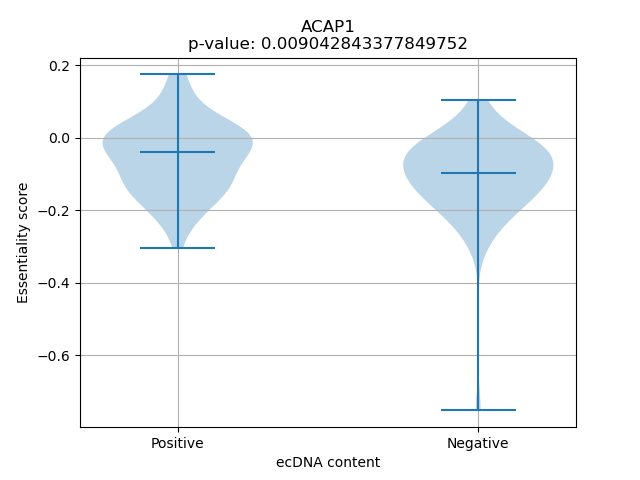 ACAP1
p-value: 0.009042843377849752
0.2
0.0
−0.2
−0.4
−0.6
Essentiality score
Positive
Negative
ecDNA content